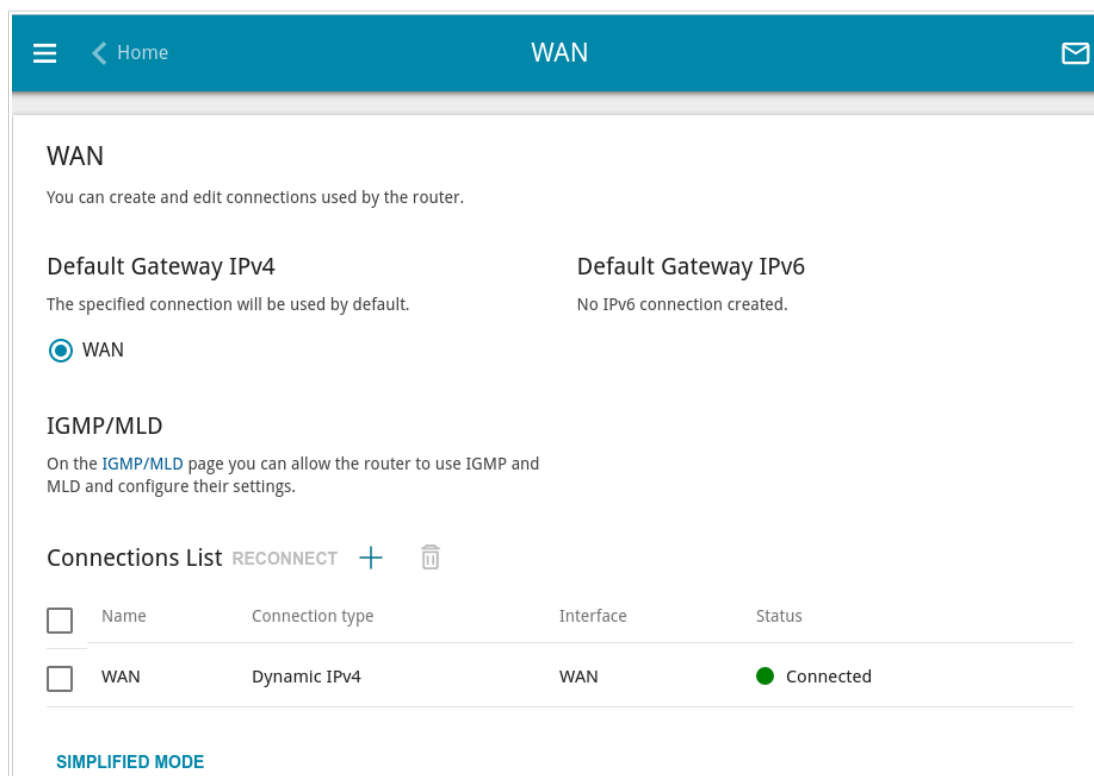 Home
WAN
WAN
You can create and edit connections used by the router.
Default Gateway IPv4
The specified connection will be used by default.
WAN
Default Gateway IPv6
No IPv6 connection created.
IGMP/MLD
On the IGMP/MLD page you can allow the router to use IGMP and
MLD and configure their settings.
Connections List RECONNECT
Name Connection type Interface Status
WAN Dynamic IPv4 WAN Connected
SIMPLIFIED MODE